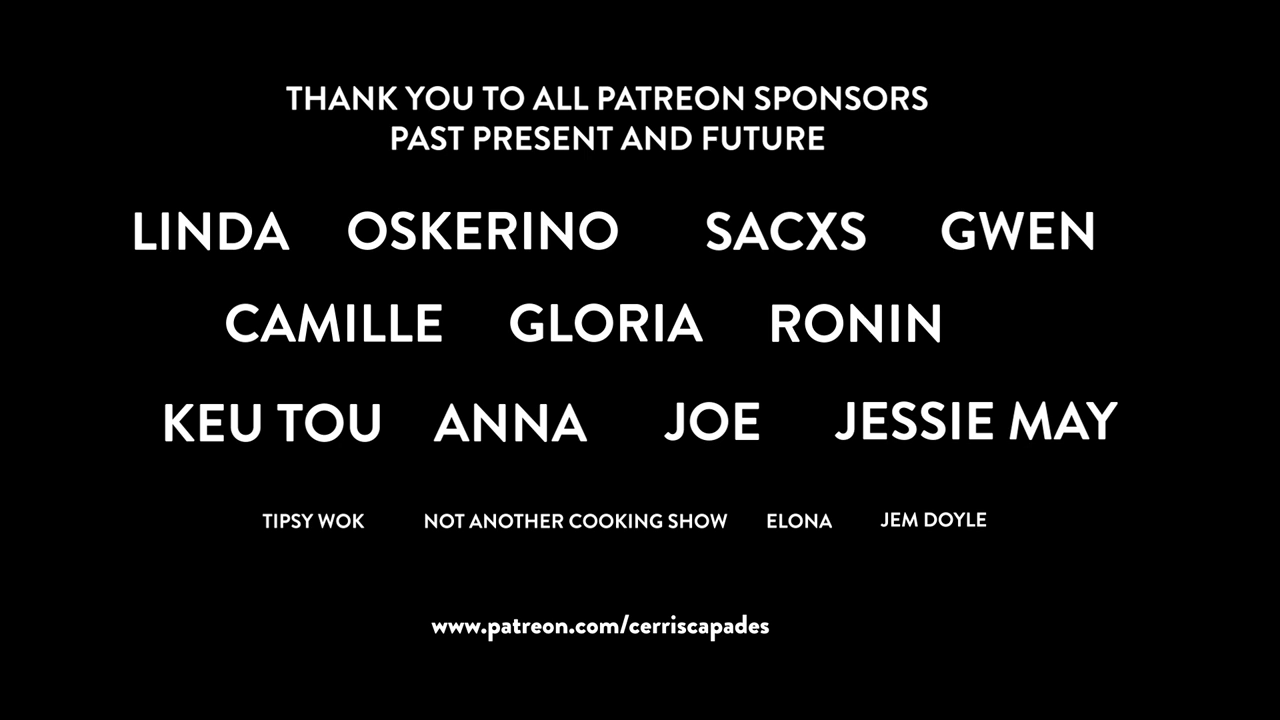 THANK YOU TO ALL PATREON SPONSORS
PAST PRESENT AND FUTURE
LINDA OSKERINO SACXS GWEN
CAMILLE GLORIA RONIN
KEU TOU ANNA JOE JESSIE MAY
TIPSY WOK NOT ANOTHER COOKING SHOW ELONA JEM DOYLE
www.patreon.com/cerriscapades